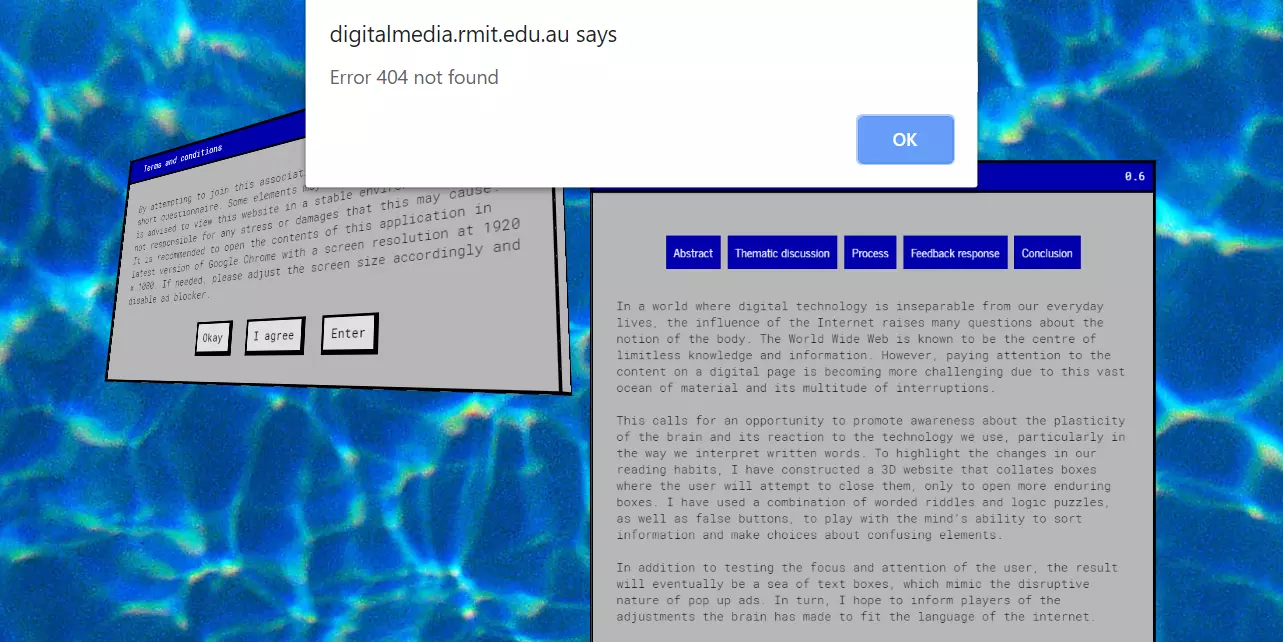 digitalmedia.rmit.edu.au says
Error 404 not found
OK
Terms and conditions
By attempting to join this associat
short questionnaire. Some elements
is advised to view this website in a stable
not responsible for any stress or damages that this may cause.
It is recommended to open the contents of this application in
latest version of Google Chrome with a screen resolution at 1920
x 1080. If needed, please adjust the screen size accordingly and
disable ad blocker.
Okay
I agree
Enter
0.6
Abstract
Thematic discussion
Process
Feedback response
Conclusion
In a world where digital technology is inseparable from our everyday
lives, the influence of the Internet raises many questions about the
notion of the body. The World Wide Web is known to be the centre of
limitless knowledge and information. However, paying attention to the
content on a digital page is becoming more challenging due to this vast
ocean of material and its multitude of interruptions.
This calls for an opportunity to promote awareness about the plasticity
of the brain and its reaction to the technology we use, particularly in
the way we interpret written words. To highlight the changes in our
reading habits, I have constructed a 3D website that collates boxes
where the user will attempt to close them, only to open more enduring
boxes. I have used a combination of worded riddles and logic puzzles,
as well as false buttons, to play with the mind's ability to sort
information and make choices about confusing elements.
In addition to testing the focus and attention of the user, the result
will eventually be a sea of text boxes, which mimic the disruptive
nature of pop up ads. In turn, I hope to inform players of the
adjustments the brain has made to fit the language of the internet.